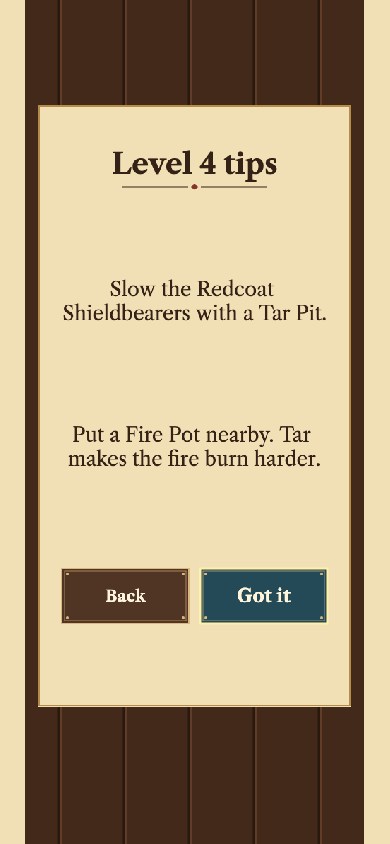 Level 4 tips
Slow the Redcoat
Shieldbearers with a Tar Pit.
Put a Fire Pot nearby. Tar
makes the fire burn harder.
Back
Got it